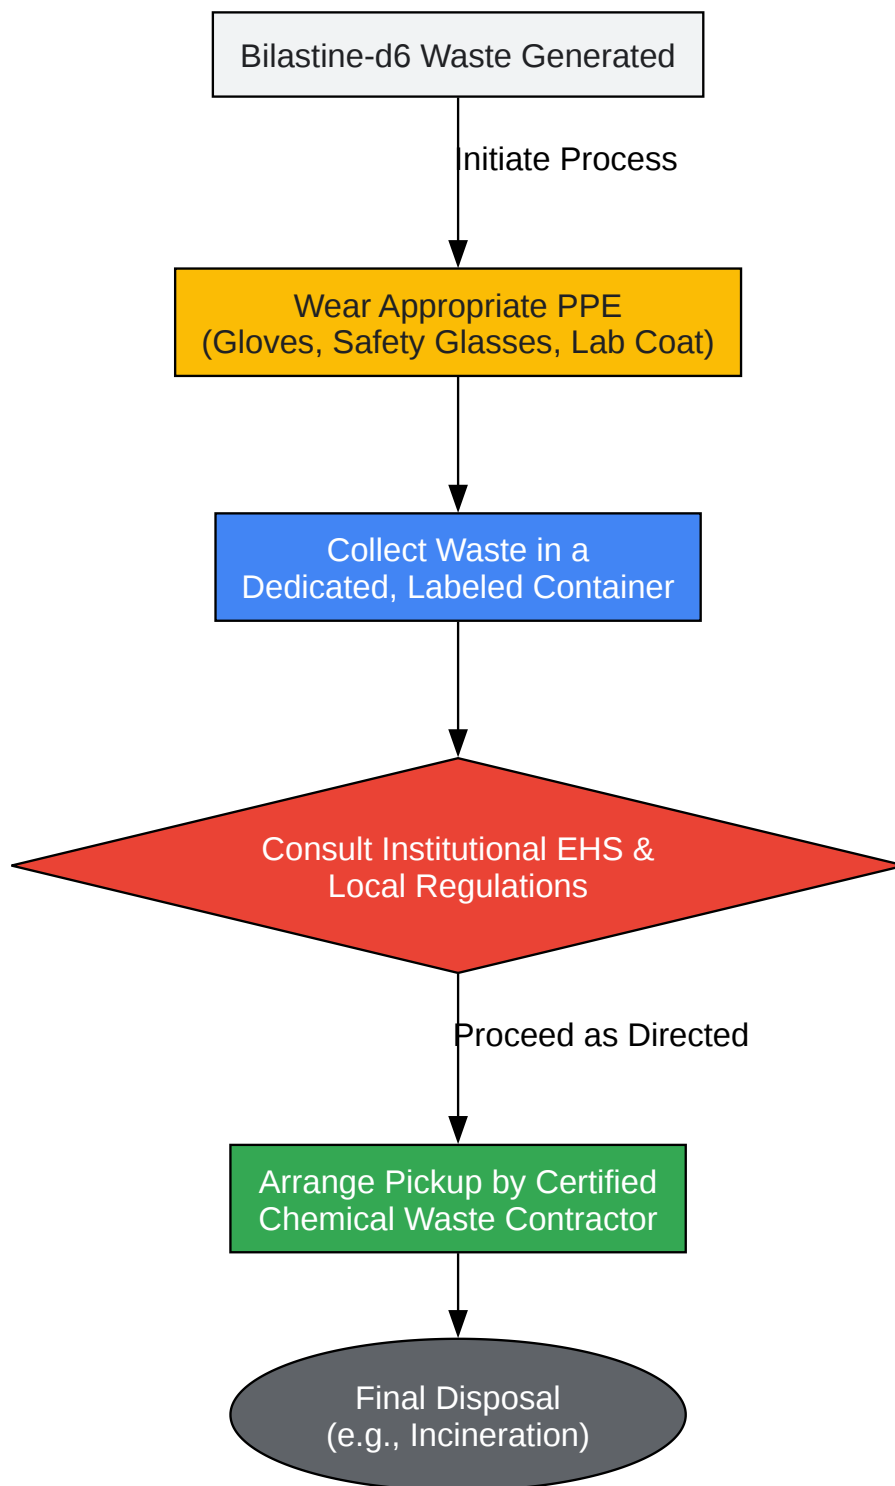 Bilastine-d6 Waste Generated
Initiate Process
Wear Appropriate PPE
(Gloves, Safety Glasses, Lab Coat)
Collect Waste in a
Dedicated, Labeled Container
Consult Institutional EHS &
Local Regulations
Proceed as Directed
Arrange Pickup by Certified
Chemical Waste Contractor
Final Disposal
(e.g., Incineration)